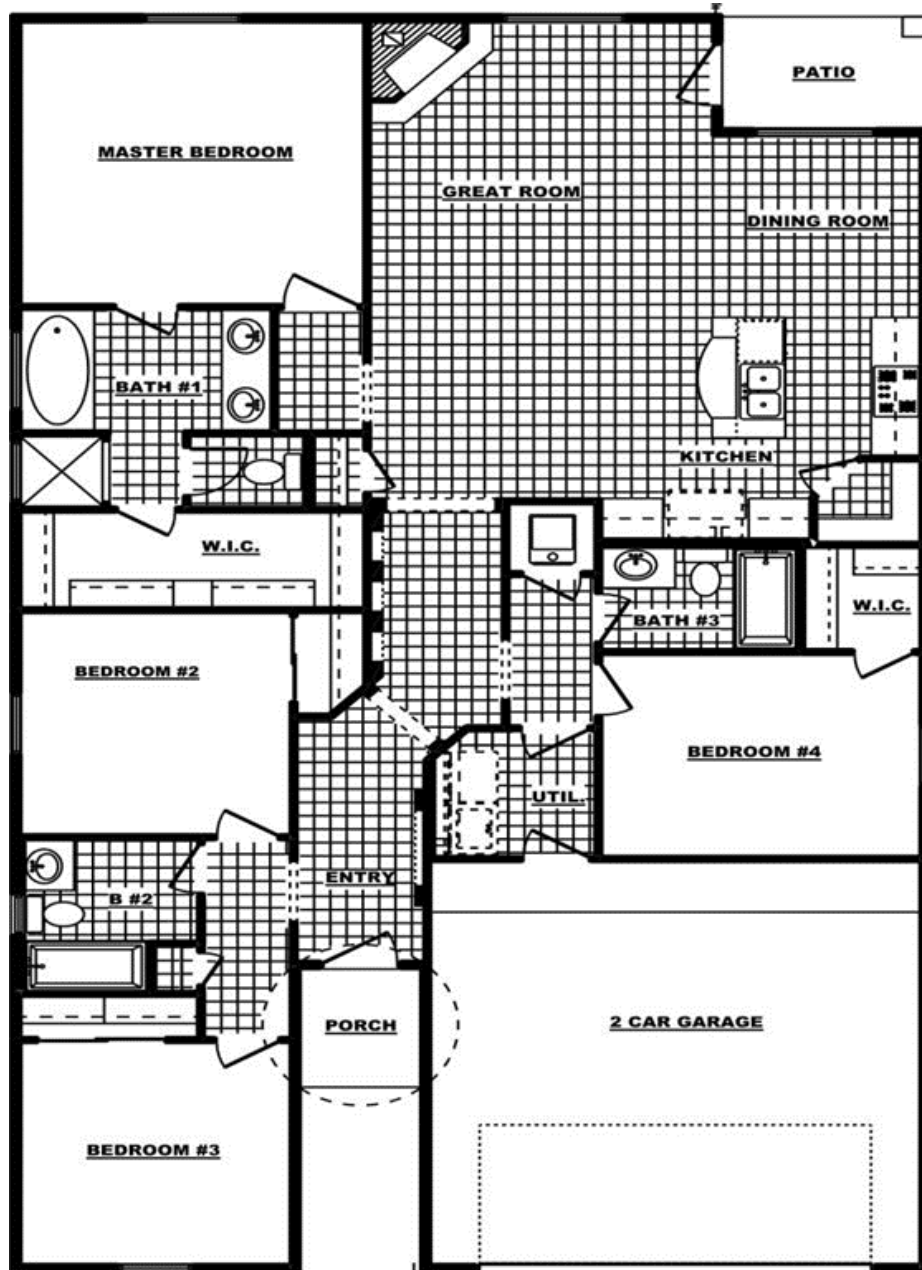 PATIO
MASTER BEDROOM
GREAT ROOM
DINING ROOM
BATH #1
KITCHEN
W.I.C.
W.I.C.
BATH #3
BEDROOM #2
BEDROOM #4
UTIL.
ENTRY
B #2
PORCH
2 CAR GARAGE
BEDROOM #3